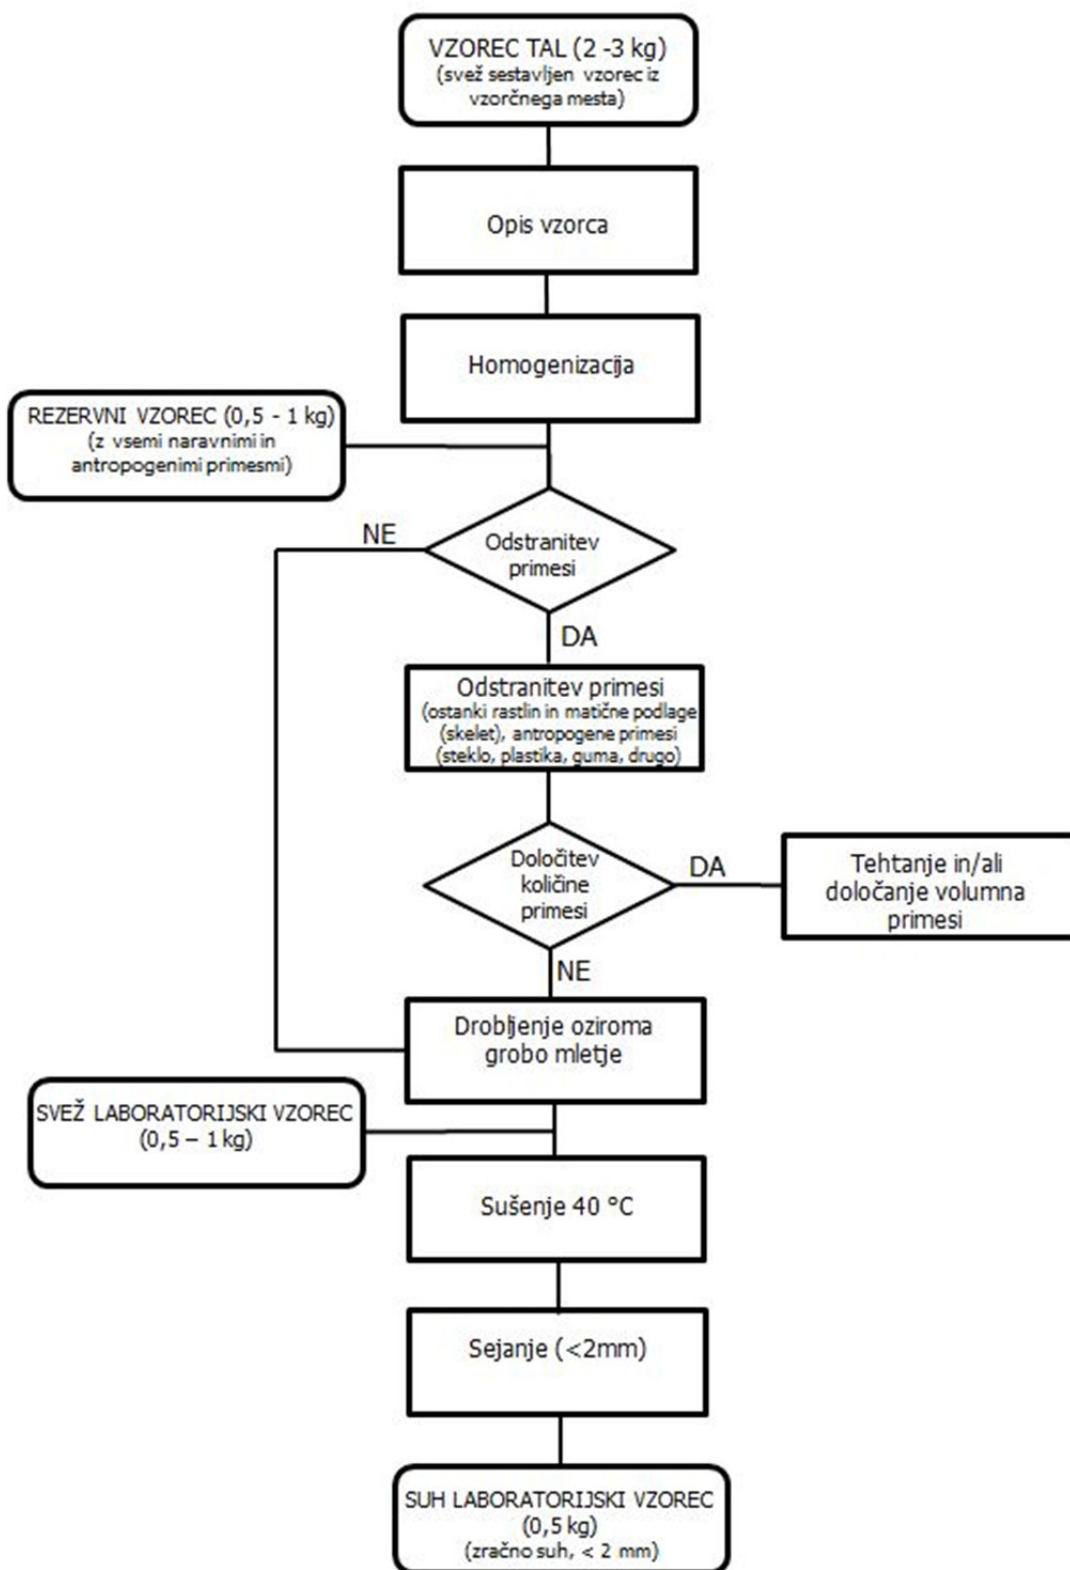 VZOREC TAL (2 -3 kg)
(svež sestavljen vzorec iz
vzorčnega mesta)
Opis vzorca
Homogenizacija
REZERVNI VZOREC (0,5 - 1 kg)
(z vsemi naravnimi in
antropogenimi primesmi)
NE
Odstranitev
primesi
DA
Odstranitev primesi
(ostanki rastlin in matične podlage
(skelet), antropogene primesi
(steklo, plastika, guma, drugo)
Določitev
količine
primesi
DA
Tehtanje in/ali
določanje volumna
primesi
NE
Drobljenje oziroma
grobo mletje
SVEŽ LABORATORIJSKI VZOREC
(0,5 – 1 kg)
Sušenje 40 °C
Sejanje (<2mm)
SUH LABORATORIJSKI VZOREC
(0,5 kg)
(zračno suh, < 2 mm)